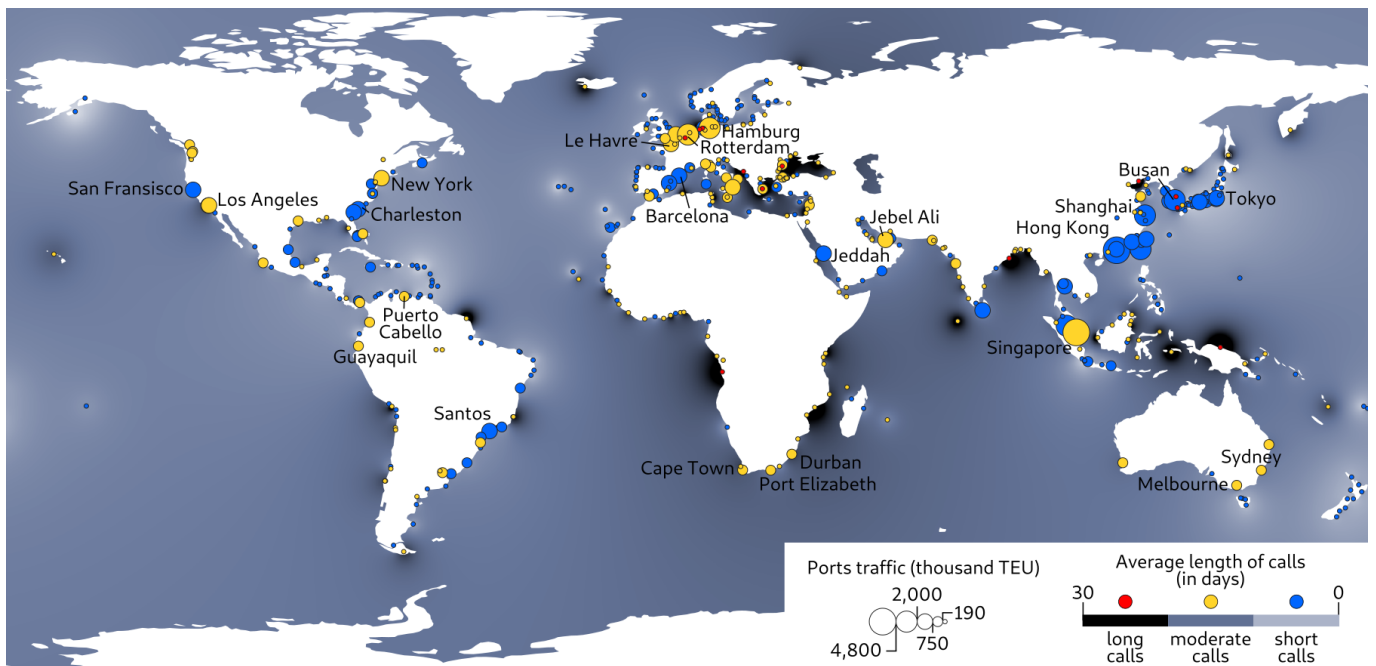 Le Havre
Hamburg
Rotterdam
San Fransisco
Los Angeles
New York
Charleston
Barcelona
Busan
Tokyo
Shanghai
Hong Kong
Jebel Ali
Jeddah
Puerto
Cabello
Guayaquil
Singapore
Santos
Cape Town
Durban
Port Elizabeth
Sydney
Melbourne
Ports traffic (thousand TEU)
2,000
190
4,800
750
Average length of calls
(in days)
30
0
long
calls
moderate
calls
short
calls